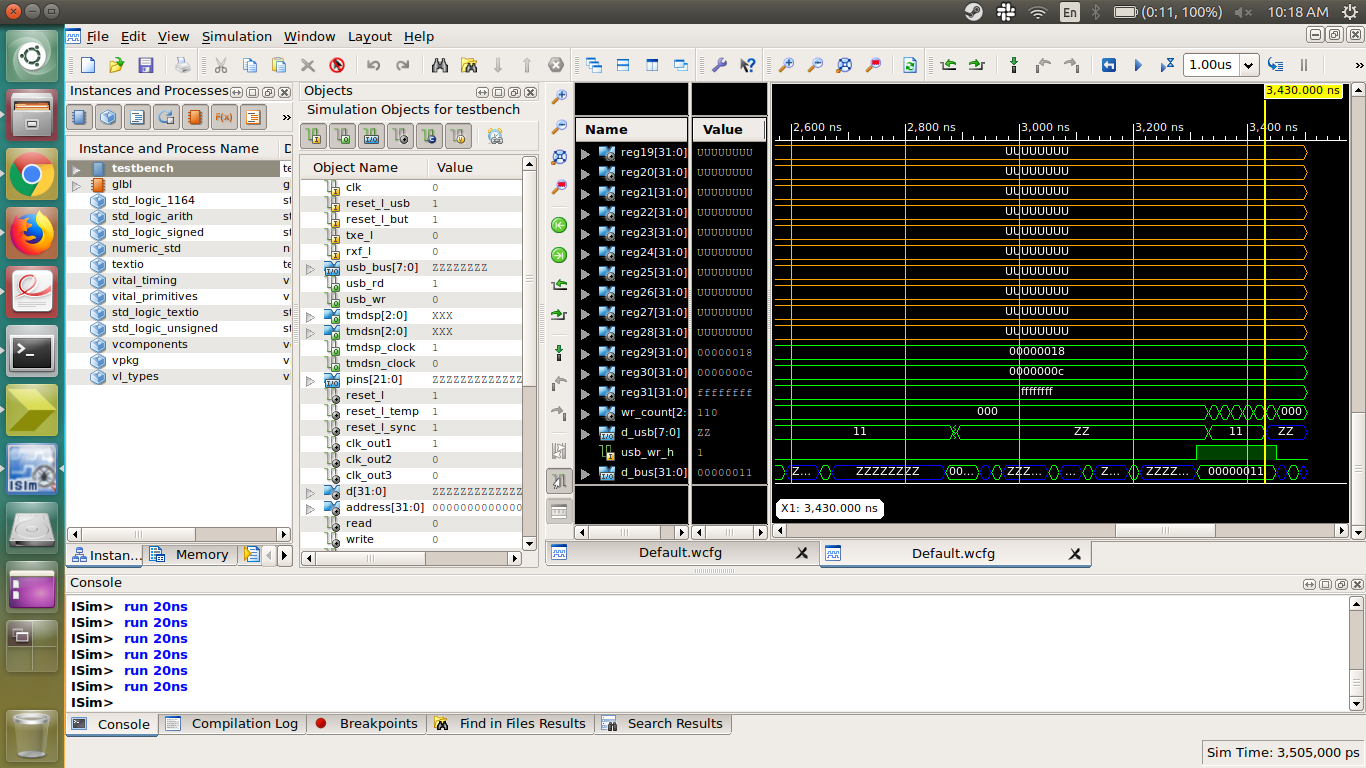 En
(0:11, 100%)
10:18 AM
File Edit View Simulation Window Layout Help
1.00us
Instances and Processes
Instance and Process Name
testbench
glbl
std_logic_1164
std_logic_arith
std_logic_signed
numeric_std
textio
vital_timing
vital_primitives
std_logic_textio
std_logic_unsigned
vcomponents
vpkg
vl_types
Instan...
Memory
Objects
Simulation Objects for testbench
Object Name Value
clk 0
reset_l_usb 1
reset_l_but 1
txe_l 0
rxf_l 0
usb_bus[7:0] ZZZZZZZZ
usb_rd 1
usb_wr 0
tmdsp[2:0] XXX
tmdsn[2:0] XXX
tmdsp_clock 1
tmdsn_clock 0
pins[21:0] ZZZZZZZZZZZZZ
reset_l 1
reset_l_temp 1
reset_l_sync 1
clk_out1 1
clk_out2 0
clk_out3 0
d[31:0] ZZZZZZZZZZZZZ
address[31:0] 0000000000000
read 0
write 0
Name Value
reg19[31:0] UUUUUUUU
reg20[31:0] UUUUUUUU
reg21[31:0] UUUUUUUU
reg22[31:0] UUUUUUUU
reg23[31:0] UUUUUUUU
reg24[31:0] UUUUUUUU
reg25[31:0] UUUUUUUU
reg26[31:0] UUUUUUUU
reg27[31:0] UUUUUUUU
reg28[31:0] UUUUUUUU
reg29[31:0] 00000018
reg30[31:0] 0000000c
reg31[31:0] ffffffff
wr_count[2: 110
d_usb[7:0] ZZ
usb_wr_h 1
d_bus[31:0] 00000011
3,430.000 ns
2,600 ns 2,800 ns 3,000 ns 3,200 ns 3,400 ns
UUUUUUUU
UUUUUUUU
UUUUUUUU
UUUUUUUU
UUUUUUUU
UUUUUUUU
UUUUUUUU
UUUUUUUU
UUUUUUUU
UUUUUUUU
00000018
0000000c
ffffffff
000 000
11 ZZ 11 ZZ
Z... ZZZZZZZZ 00... ZZZ... ... Z... ZZZZ... 00000011
X1: 3,430.000 ns
Default.wcfg
Default.wcfg
Console
ISim> run 20ns
ISim> run 20ns
ISim> run 20ns
ISim> run 20ns
ISim> run 20ns
ISim> run 20ns
ISim>
Console
Compilation Log
Breakpoints
Find in Files Results
Search Results
Sim Time: 3,505,000 ps